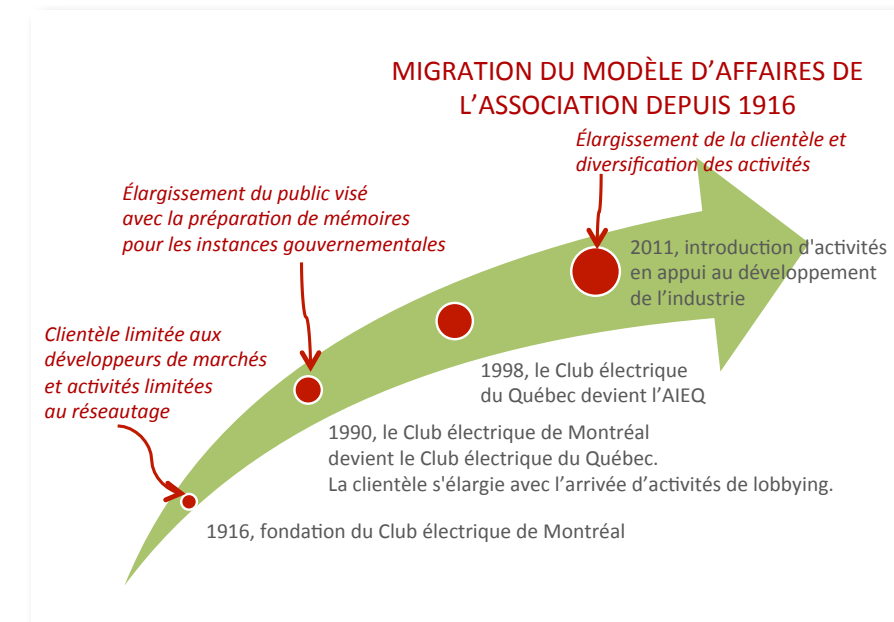 MIGRATION DU MODÈLE D'AFFAIRES DE
L'ASSOCIATION DEPUIS 1916
Élargissement de la clientèle et
diversification des activités
Élargissement du public visé
avec la préparation de mémoires
pour les instances gouvernementales
2011, introduction d'activités
en appui au développement
de l'industrie
Clientèle limitée aux
développeurs de marchés
et activités limitées
au réseautage
1998, le Club électrique
du Québec devient l'AIEQ
1990, le Club électrique de Montréal
devient le Club électrique du Québec.
La clientèle s'élargie avec l'arrivée d'activités de lobbying.
1916, fondation du Club électrique de Montréal